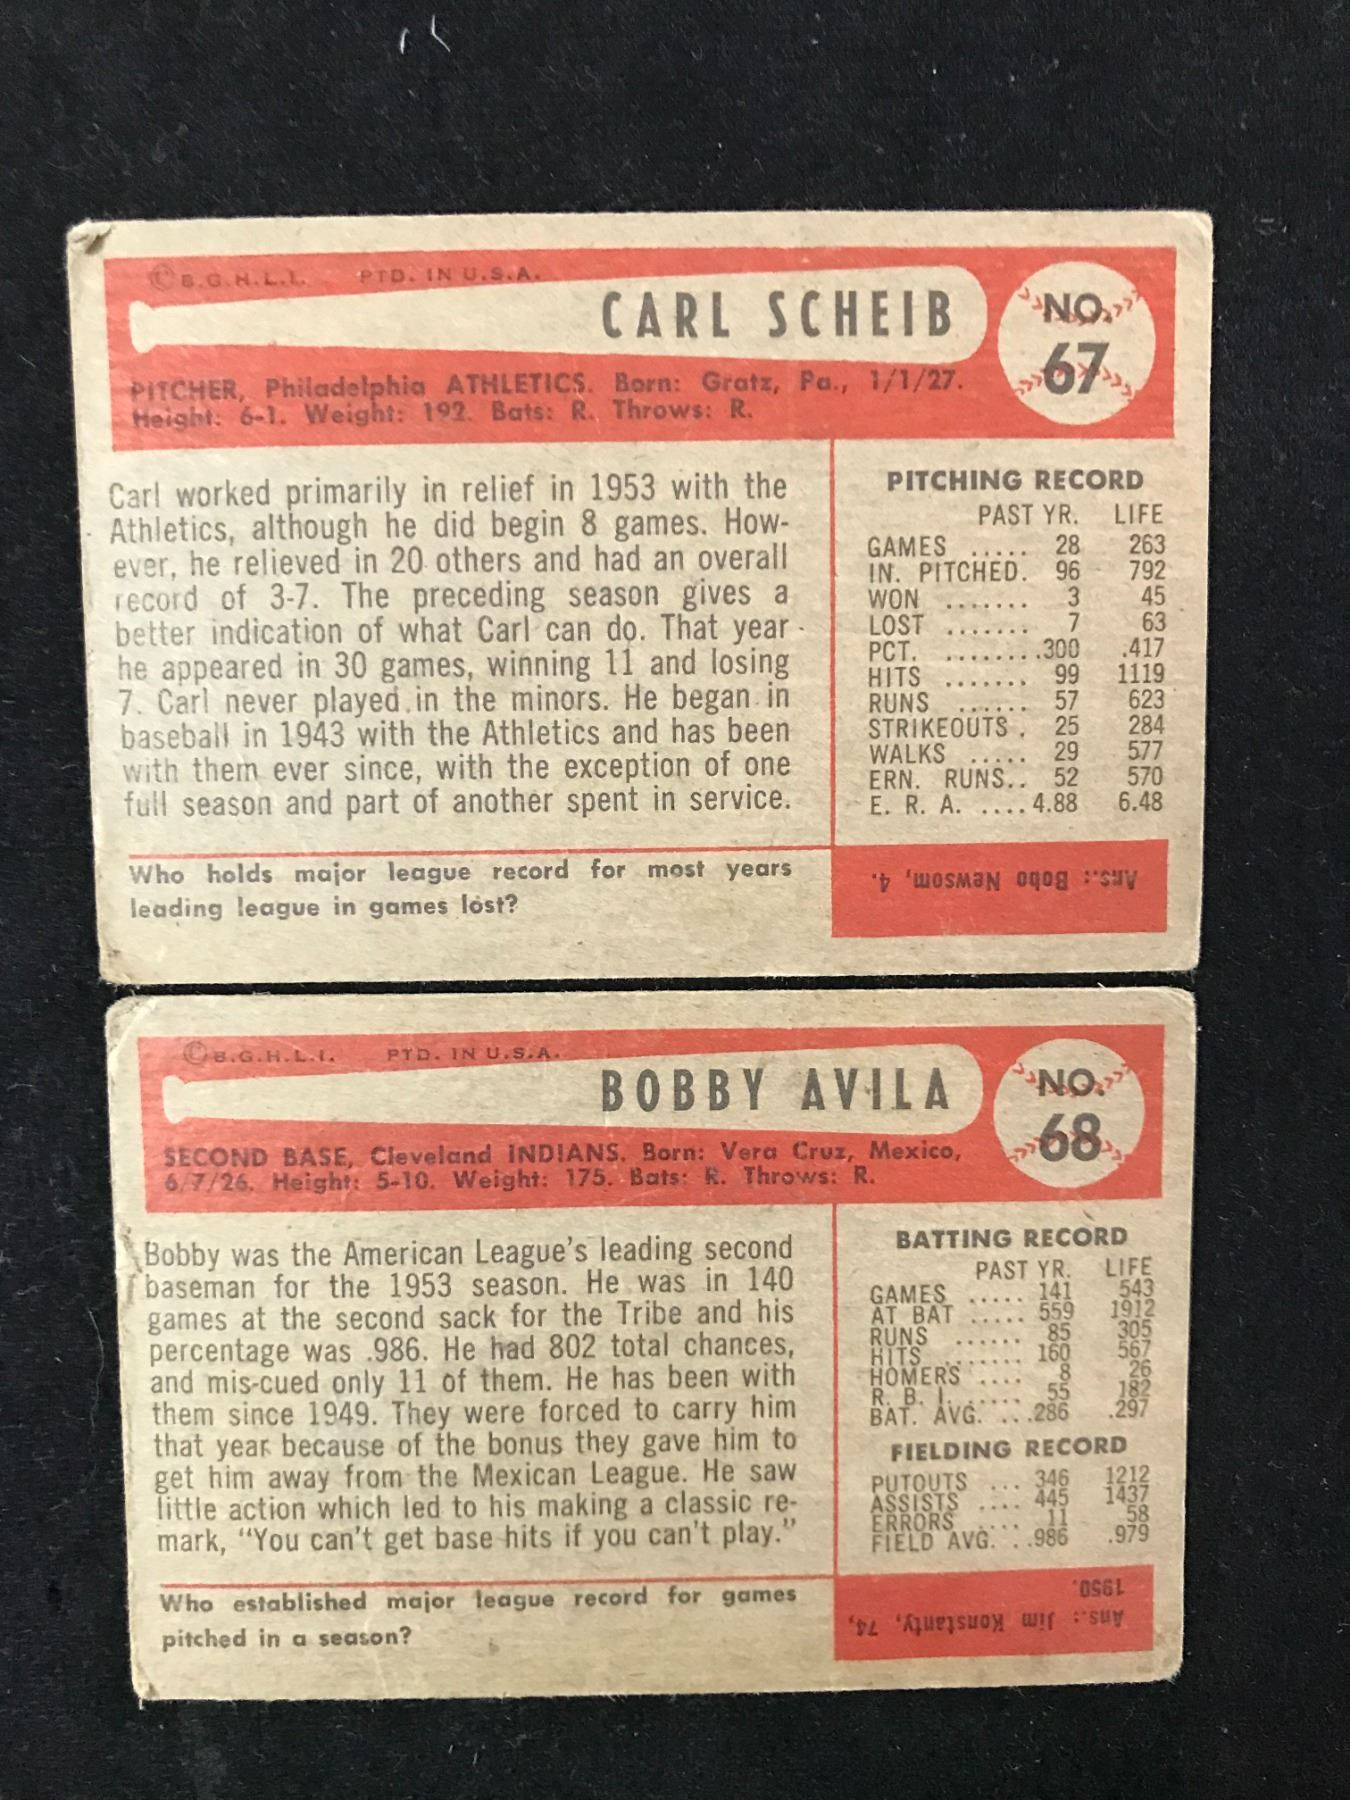 © B.G.H.L.I. PTD. IN U.S.A.
CARL SCHEIB
NO.
67
PITCHER, Philadelphia ATHLETICS. Born: Gratz, Pa., 1/1/27.
Height: 6-1. Weight: 192. Bats: R. Throws: R.
Carl worked primarily in relief in 1953 with the
Athletics, although he did begin 8 games. How-
ever, he relieved in 20 others and had an overall
record of 3-7. The preceding season gives a
better indication of what Carl can do. That year
he appeared in 30 games, winning 11 and losing
7. Carl never played in the minors. He began in
baseball in 1943 with the Athletics and has been
with them ever since, with the exception of one
full season and part of another spent in service.
PITCHING RECORD
PAST YR. LIFE
GAMES ..... 28 263
IN. PITCHED. 96 792
WON ....... 3 45
LOST ....... 7 63
PCT. ........ .300 .417
HITS ....... 99 1119
RUNS ...... 57 623
STRIKEOUTS . 25 284
WALKS ..... 29 577
ERN. RUNS.. 52 570
E. R. A. .... 4.88 6.48
Who holds major league record for most years
leading league in games lost?
Ans.: Bobo Newsom, 4.
© B.G.H.L.I. PTD. IN U.S.A.
BOBBY AVILA
NO.
68
SECOND BASE, Cleveland INDIANS. Born: Vera Cruz, Mexico,
6/7/26. Height: 5-10. Weight: 175. Bats: R. Throws: R.
Bobby was the American League's leading second
baseman for the 1953 season. He was in 140
games at the second sack for the Tribe and his
percentage was .986. He had 802 total chances,
and mis-cued only 11 of them. He has been with
them since 1949. They were forced to carry him
that year because of the bonus they gave him to
get him away from the Mexican League. He saw
little action which led to his making a classic re-
mark, "You can't get base hits if you can't play."
BATTING RECORD
PAST YR. LIFE
GAMES ..... 141 543
AT BAT ..... 559 1912
RUNS ...... 85 305
HITS ....... 160 567
HOMERS .... 8 26
R. B. I. ..... 55 182
BAT. AVG. ... .286 .297
FIELDING RECORD
PUTOUTS ... 346 1212
ASSISTS .... 445 1437
ERRORS .... 11 58
FIELD AVG. .. .986 .979
Who established major league record for games
pitched in a season?
Ans.: Jim Konstanty, 74,
1950.